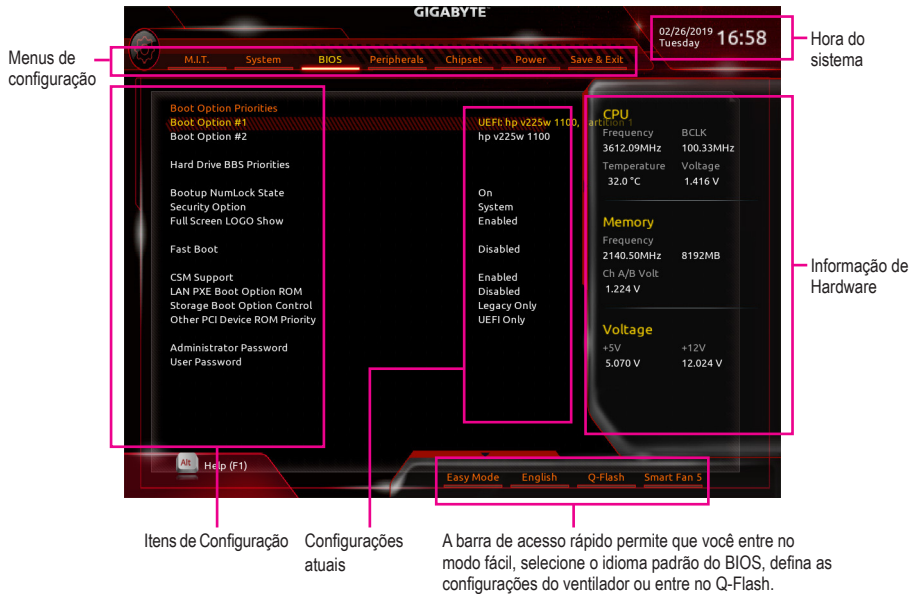 GIGABYTE™
02/26/2019
Tuesday
16:58
Hora do
sistema
Menus de
configuração
M.I.T. System BIOS Peripherals Chipset Power Save & Exit
Boot Option Priorities
Boot Option #1 UEFI: hp v225w 1100, Partition 1
Boot Option #2 hp v225w 1100
Hard Drive BBS Priorities
Bootup NumLock State On
Security Option System
Full Screen LOGO Show Enabled
Fast Boot Disabled
CSM Support Enabled
LAN PXE Boot Option ROM Disabled
Storage Boot Option Control Legacy Only
Other PCI Device ROM Priority UEFI Only
Administrator Password
User Password
CPU
Frequency BCLK
3612.09MHz 100.33MHz
Temperature Voltage
32.0 °C 1.416 V
Memory
Frequency
2140.50MHz 8192MB
Ch A/B Volt
1.224 V
Voltage
+5V +12V
5.070 V 12.024 V
Informação de
Hardware
Alt Help (F1)
Easy Mode English Q-Flash Smart Fan 5
Itens de Configuração
Configurações
atuais
A barra de acesso rápido permite que você entre no
modo fácil, selecione o idioma padrão do BIOS, defina as
configurações do ventilador ou entre no Q-Flash.